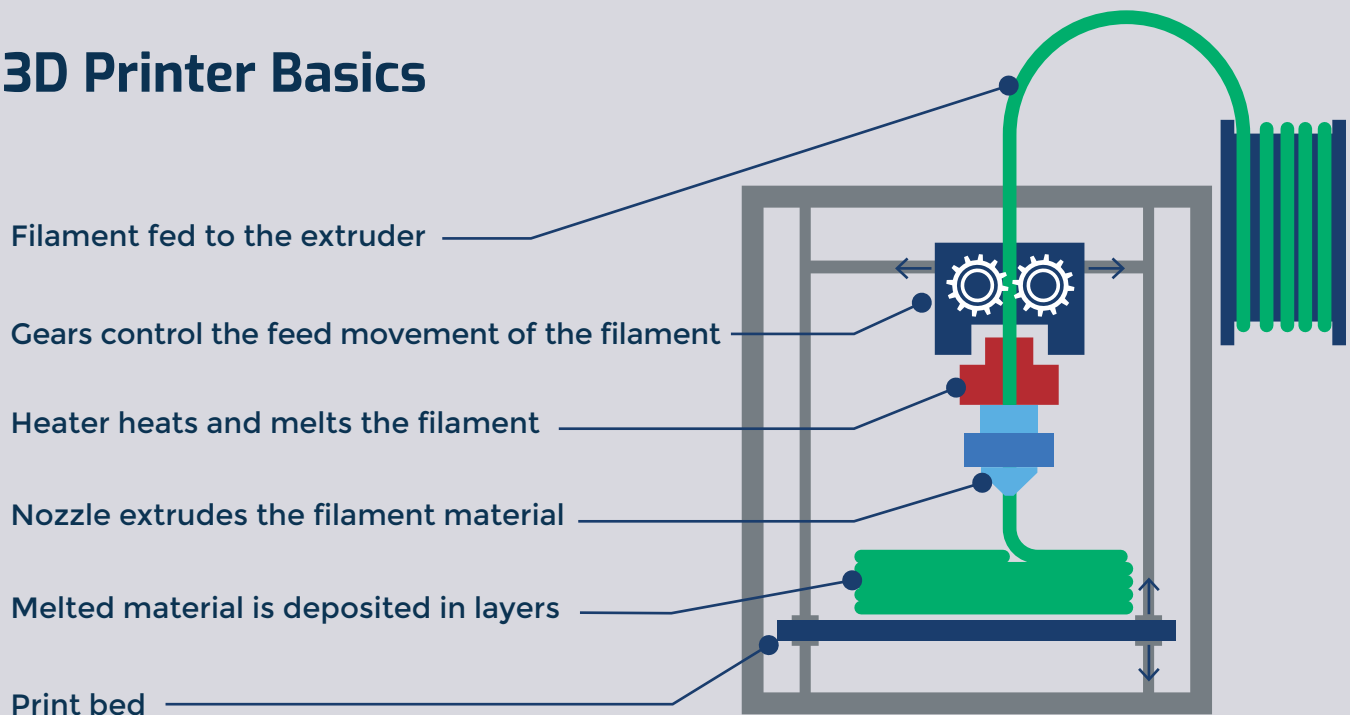 3D Printer Basics
Filament fed to the extruder
Gears control the feed movement of the filament
Heater heats and melts the filament
Nozzle extrudes the filament material
Melted material is deposited in layers
Print bed